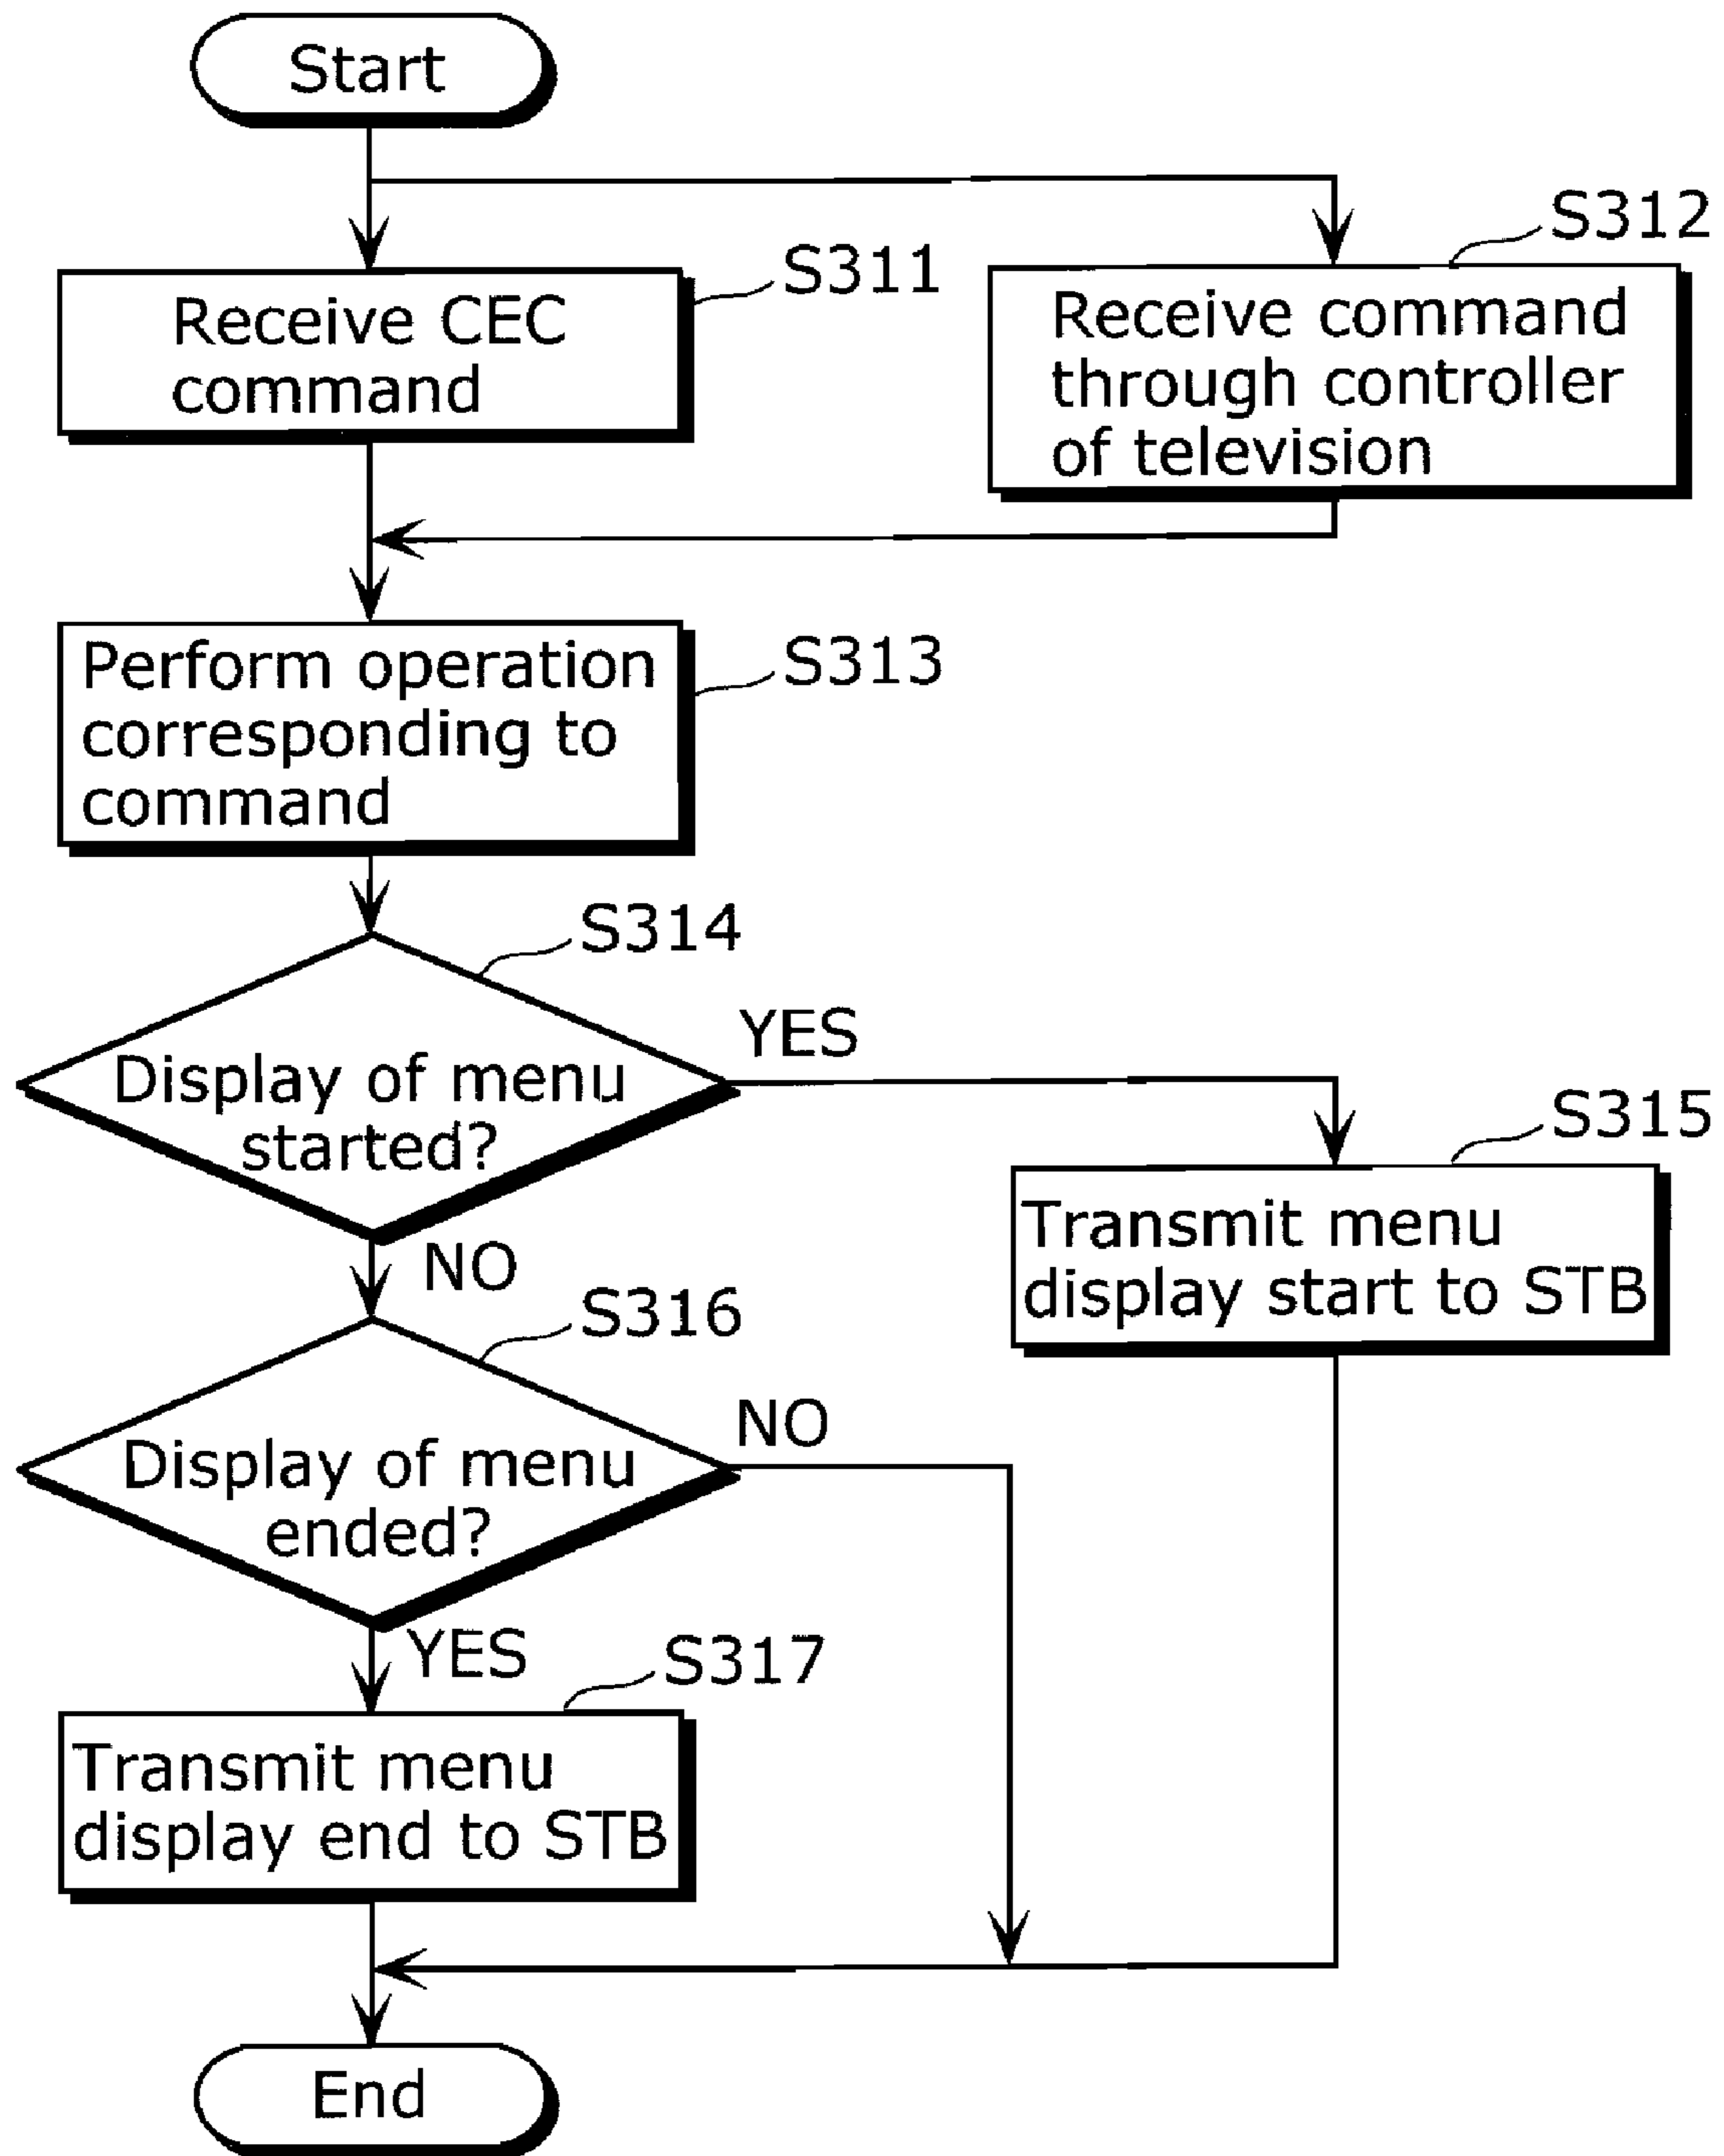 Start
S311
S312
Receive CEC
command
Receive command
through controller
of television
Perform operation
corresponding to
command
S313
S314
Display of menu
started?
YES
NO
S315
Transmit menu
display start to STB
S316
Display of menu
ended?
NO
YES
S317
Transmit menu
display end to STB
End